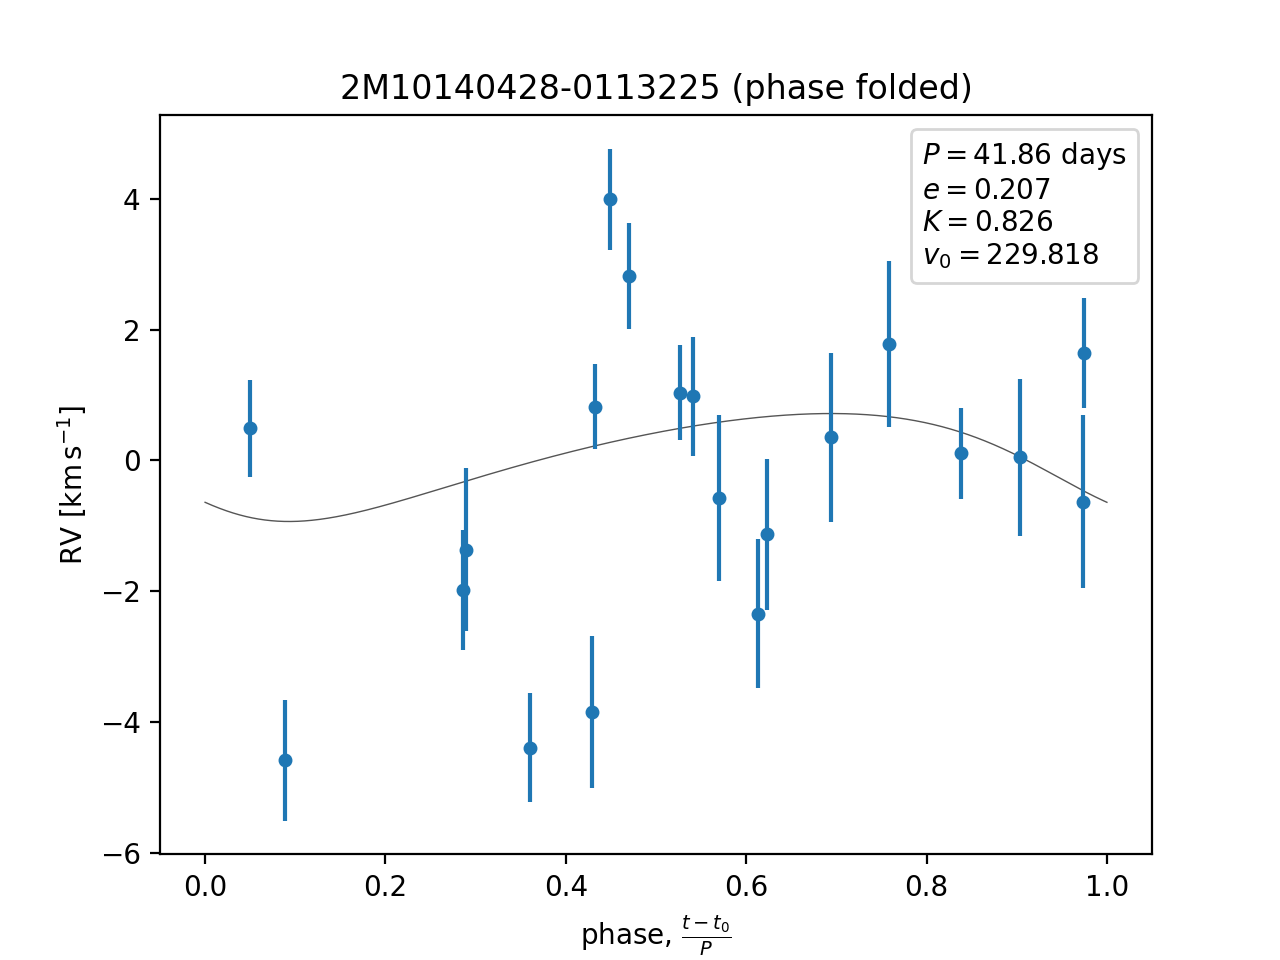 2M10140428-0113225 (phase folded)
P = 41.86 days
e = 0.207
K = 0.826
v₀ = 229.818
RV [km s⁻¹]
4
2
0
−2
−4
−6
0.0 0.2 0.4 0.6 0.8 1.0
phase, (t − t₀)/P